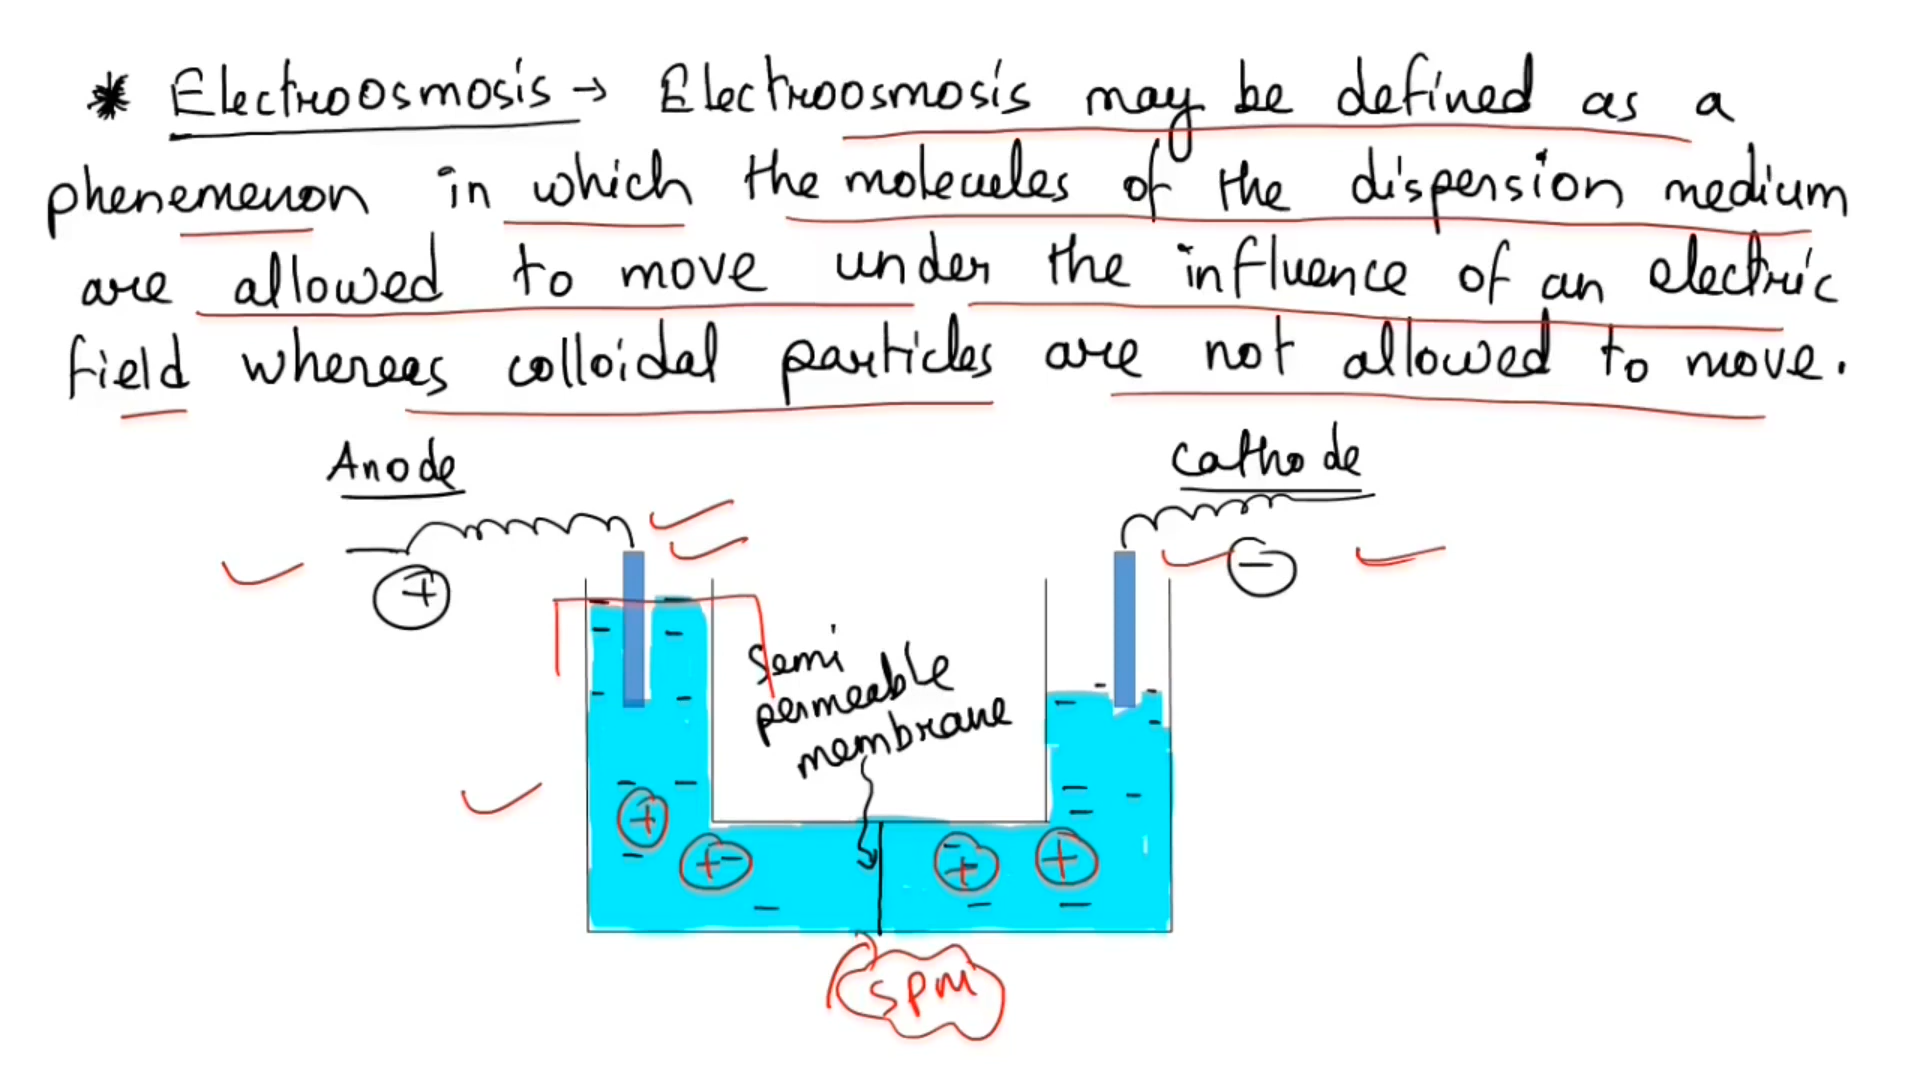 * Electroosmosis → Electroosmosis may be defined as a
phenemenon in which the molecules of the dispersion medium
are allowed to move under the influence of an electric
field whereas colloidal particles are not allowed to move.
Anode
Cathode
+
-
Semi
permeable
membrane
+
+-
-+
+
SPM